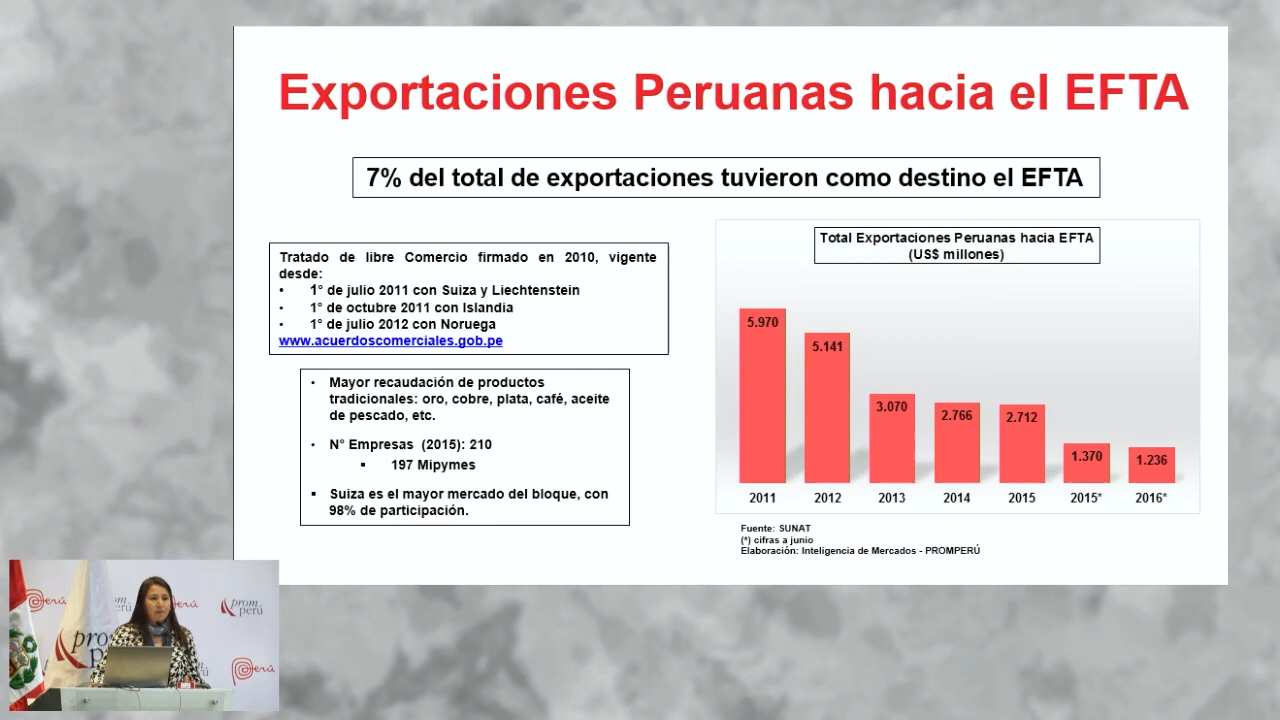 Exportaciones Peruanas hacia el EFTA
7% del total de exportaciones tuvieron como destino el EFTA
Tratado de libre Comercio firmado en 2010, vigente
desde:
• 1° de julio 2011 con Suiza y Liechtenstein
• 1° de octubre 2011 con Islandia
• 1° de julio 2012 con Noruega
www.acuerdoscomerciales.gob.pe
• Mayor recaudación de productos
tradicionales: oro, cobre, plata, café, aceite
de pescado, etc.
• N° Empresas (2015): 210
▪ 197 Mipymes
▪ Suiza es el mayor mercado del bloque, con
98% de participación.
Total Exportaciones Peruanas hacia EFTA
(US$ millones)
5.970
5.141
3.070
2.766
2.712
1.370
1.236
2011 2012 2013 2014 2015 2015* 2016*
Fuente: SUNAT
(*) cifras a junio
Elaboración: Inteligencia de Mercados - PROMPERÚ
Perú
prom
perú
Perú